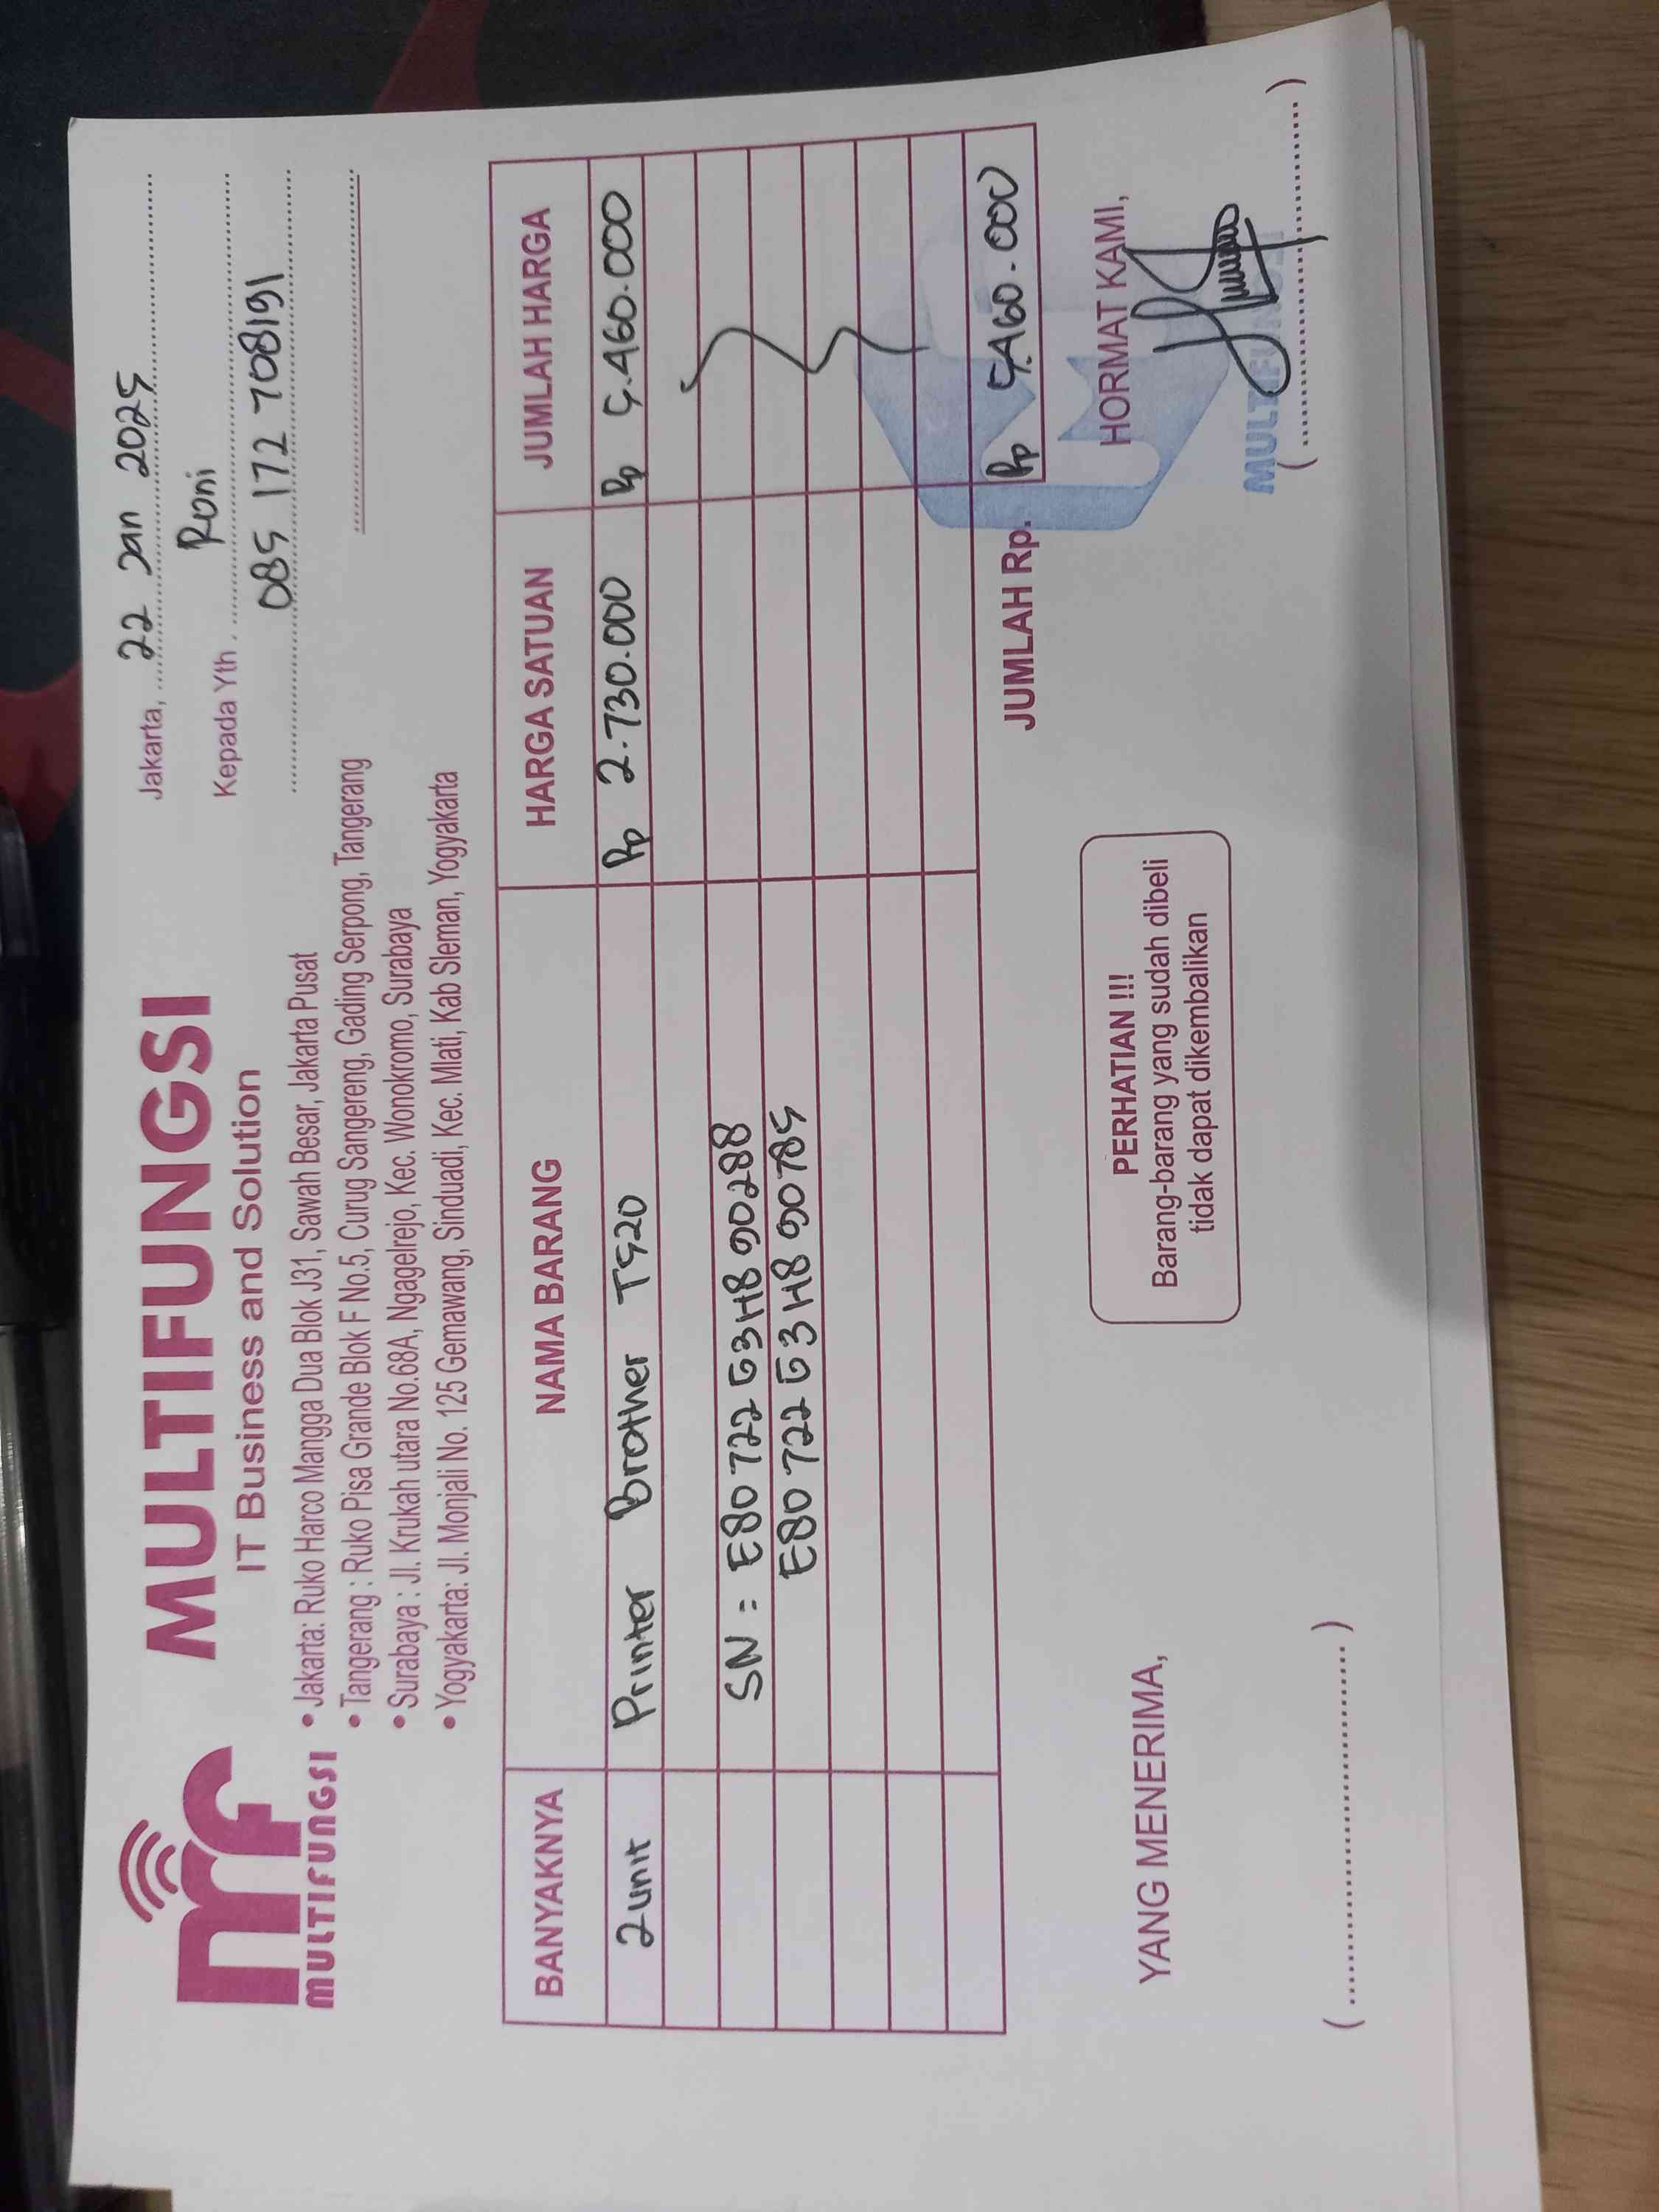 mf
MULTIFUNGSI
MULTIFUNGSI
IT Business and Solution
• Jakarta: Ruko Harco Mangga Dua Blok J31, Sawah Besar, Jakarta Pusat
• Tangerang : Ruko Pisa Grande Blok F No.5, Curug Sangereng, Gading Serpong, Tangerang
• Surabaya : Jl. Krukah utara No.68A, Ngagelrejo, Kec. Wonokromo, Surabaya
• Yogyakarta: Jl. Monjali No. 125 Gemawang, Sinduadi, Kec. Mlati, Kab Sleman, Yogyakarta
Jakarta, 22 Jan 2025
Kepada Yth. Roni
085 172 708191
BANYAKNYA NAMA BARANG HARGA SATUAN JUMLAH HARGA
2unit Printer Brother T520 Rp 2.730.000 Rp 5.460.000
SN = E80722G3H890288
E80722G3H890785
JUMLAH Rp. Rp 5.460.000
YANG MENERIMA,
PERHATIAN !!!
Barang-barang yang sudah dibeli
tidak dapat dikembalikan
HORMAT KAMI,
MULTIFUNGSI
(....................................)
(....................................)